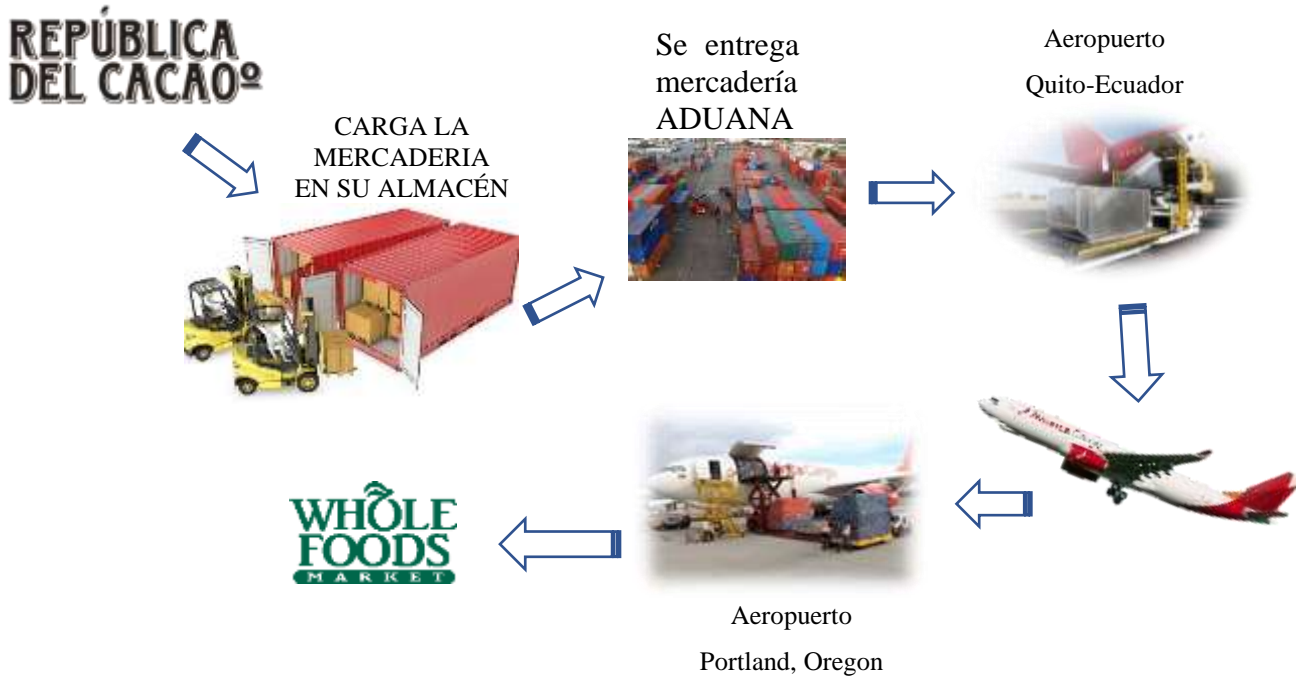 REPÚBLICA
DEL CACAOº
CARGA LA
MERCADERIA
EN SU ALMACÉN
Se entrega
mercadería
ADUANA
Aeropuerto
Quito-Ecuador
WHOLE
FOODS
MARKET
Aeropuerto
Portland, Oregon